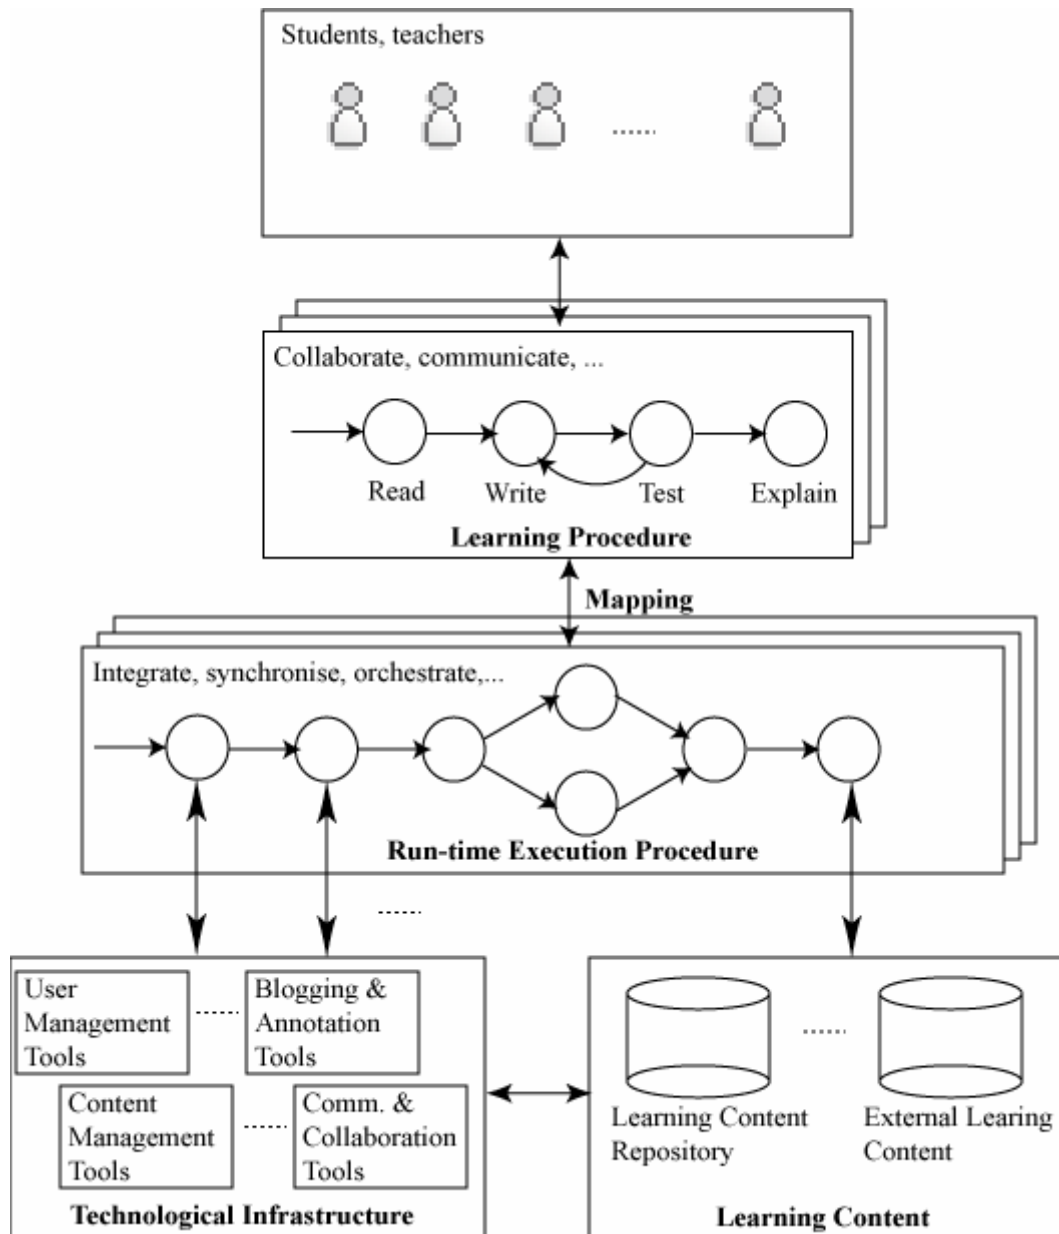 Students, teachers
......
Collaborate, communicate, ...
Read
Write
Test
Explain
Learning Procedure
Mapping
Integrate, synchronise, orchestrate,...
Run-time Execution Procedure
......
User
Management
Tools
......
Blogging &
Annotation
Tools
Content
Management
Tools
......
Comm. &
Collaboration
Tools
Technological Infrastructure
......
Learning Content
Repository
External Learing
Content
Learning Content